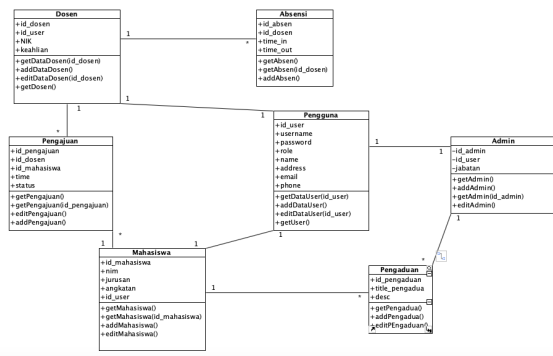 Dosen
+id_dosen
+id_user
+NIK
+keahlian
+getDataDosen(id_dosen)
+addDataDosen()
+editDataDosen(id_dosen)
+getDosen()
Absensi
+id_absen
+id_dosen
+time_in
+time_out
+getAbsen()
+getAbsen(id_dosen)
+addAbsen()
1
*
1
*
1
1
Pengguna
+id_user
+username
+password
+role
+name
+address
+email
+phone
+getDataUser(id_user)
+addDataUser()
+editDataUser(id_user)
+getUser()
1
1
Admin
-id_admin
-id_user
-jabatan
+getAdmin()
+addAdmin()
+getAdmin(id_admin)
+editAdmin()
Pengajuan
+id_pengajuan
+id_dosen
+id_mahasiswa
+time
+status
+getPengajuan()
+getPengajuan(id_pengajuan)
+editPengajuan()
+addPengajuan()
*
1
1
1
Mahasiswa
+id_mahasiswa
+nim
+jurusan
+angkatan
+id_user
+getMahasiswa()
+getMahasiswa(id_mahasiswa)
+addMahasiswa()
+editMahasiswa()
1
*
1
*
Pengaduan
+id_pengaduan
+title_pengadua
+desc
+getPengadua()
+addPengadua()
+editPEngaduan()